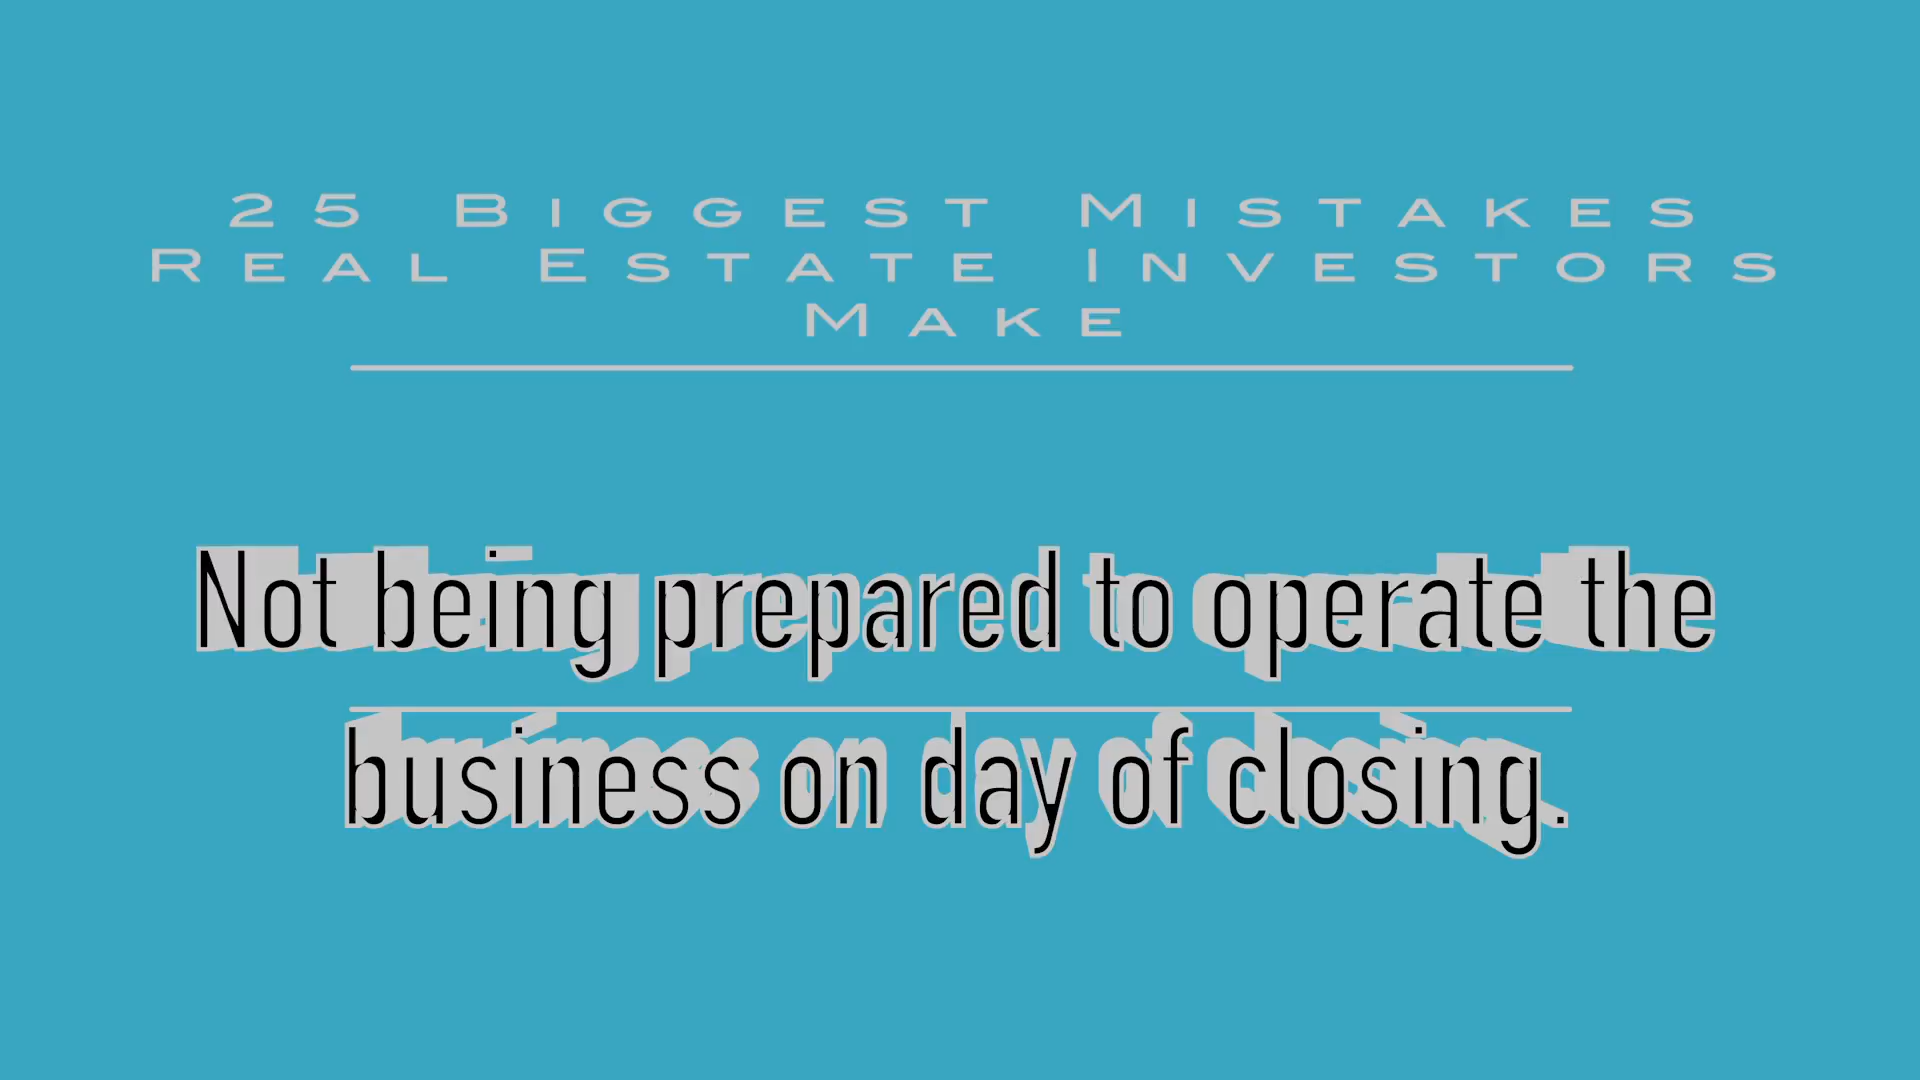 25 Biggest Mistakes
Real Estate Investors
Make
Not being prepared to operate the
business on day of closing.